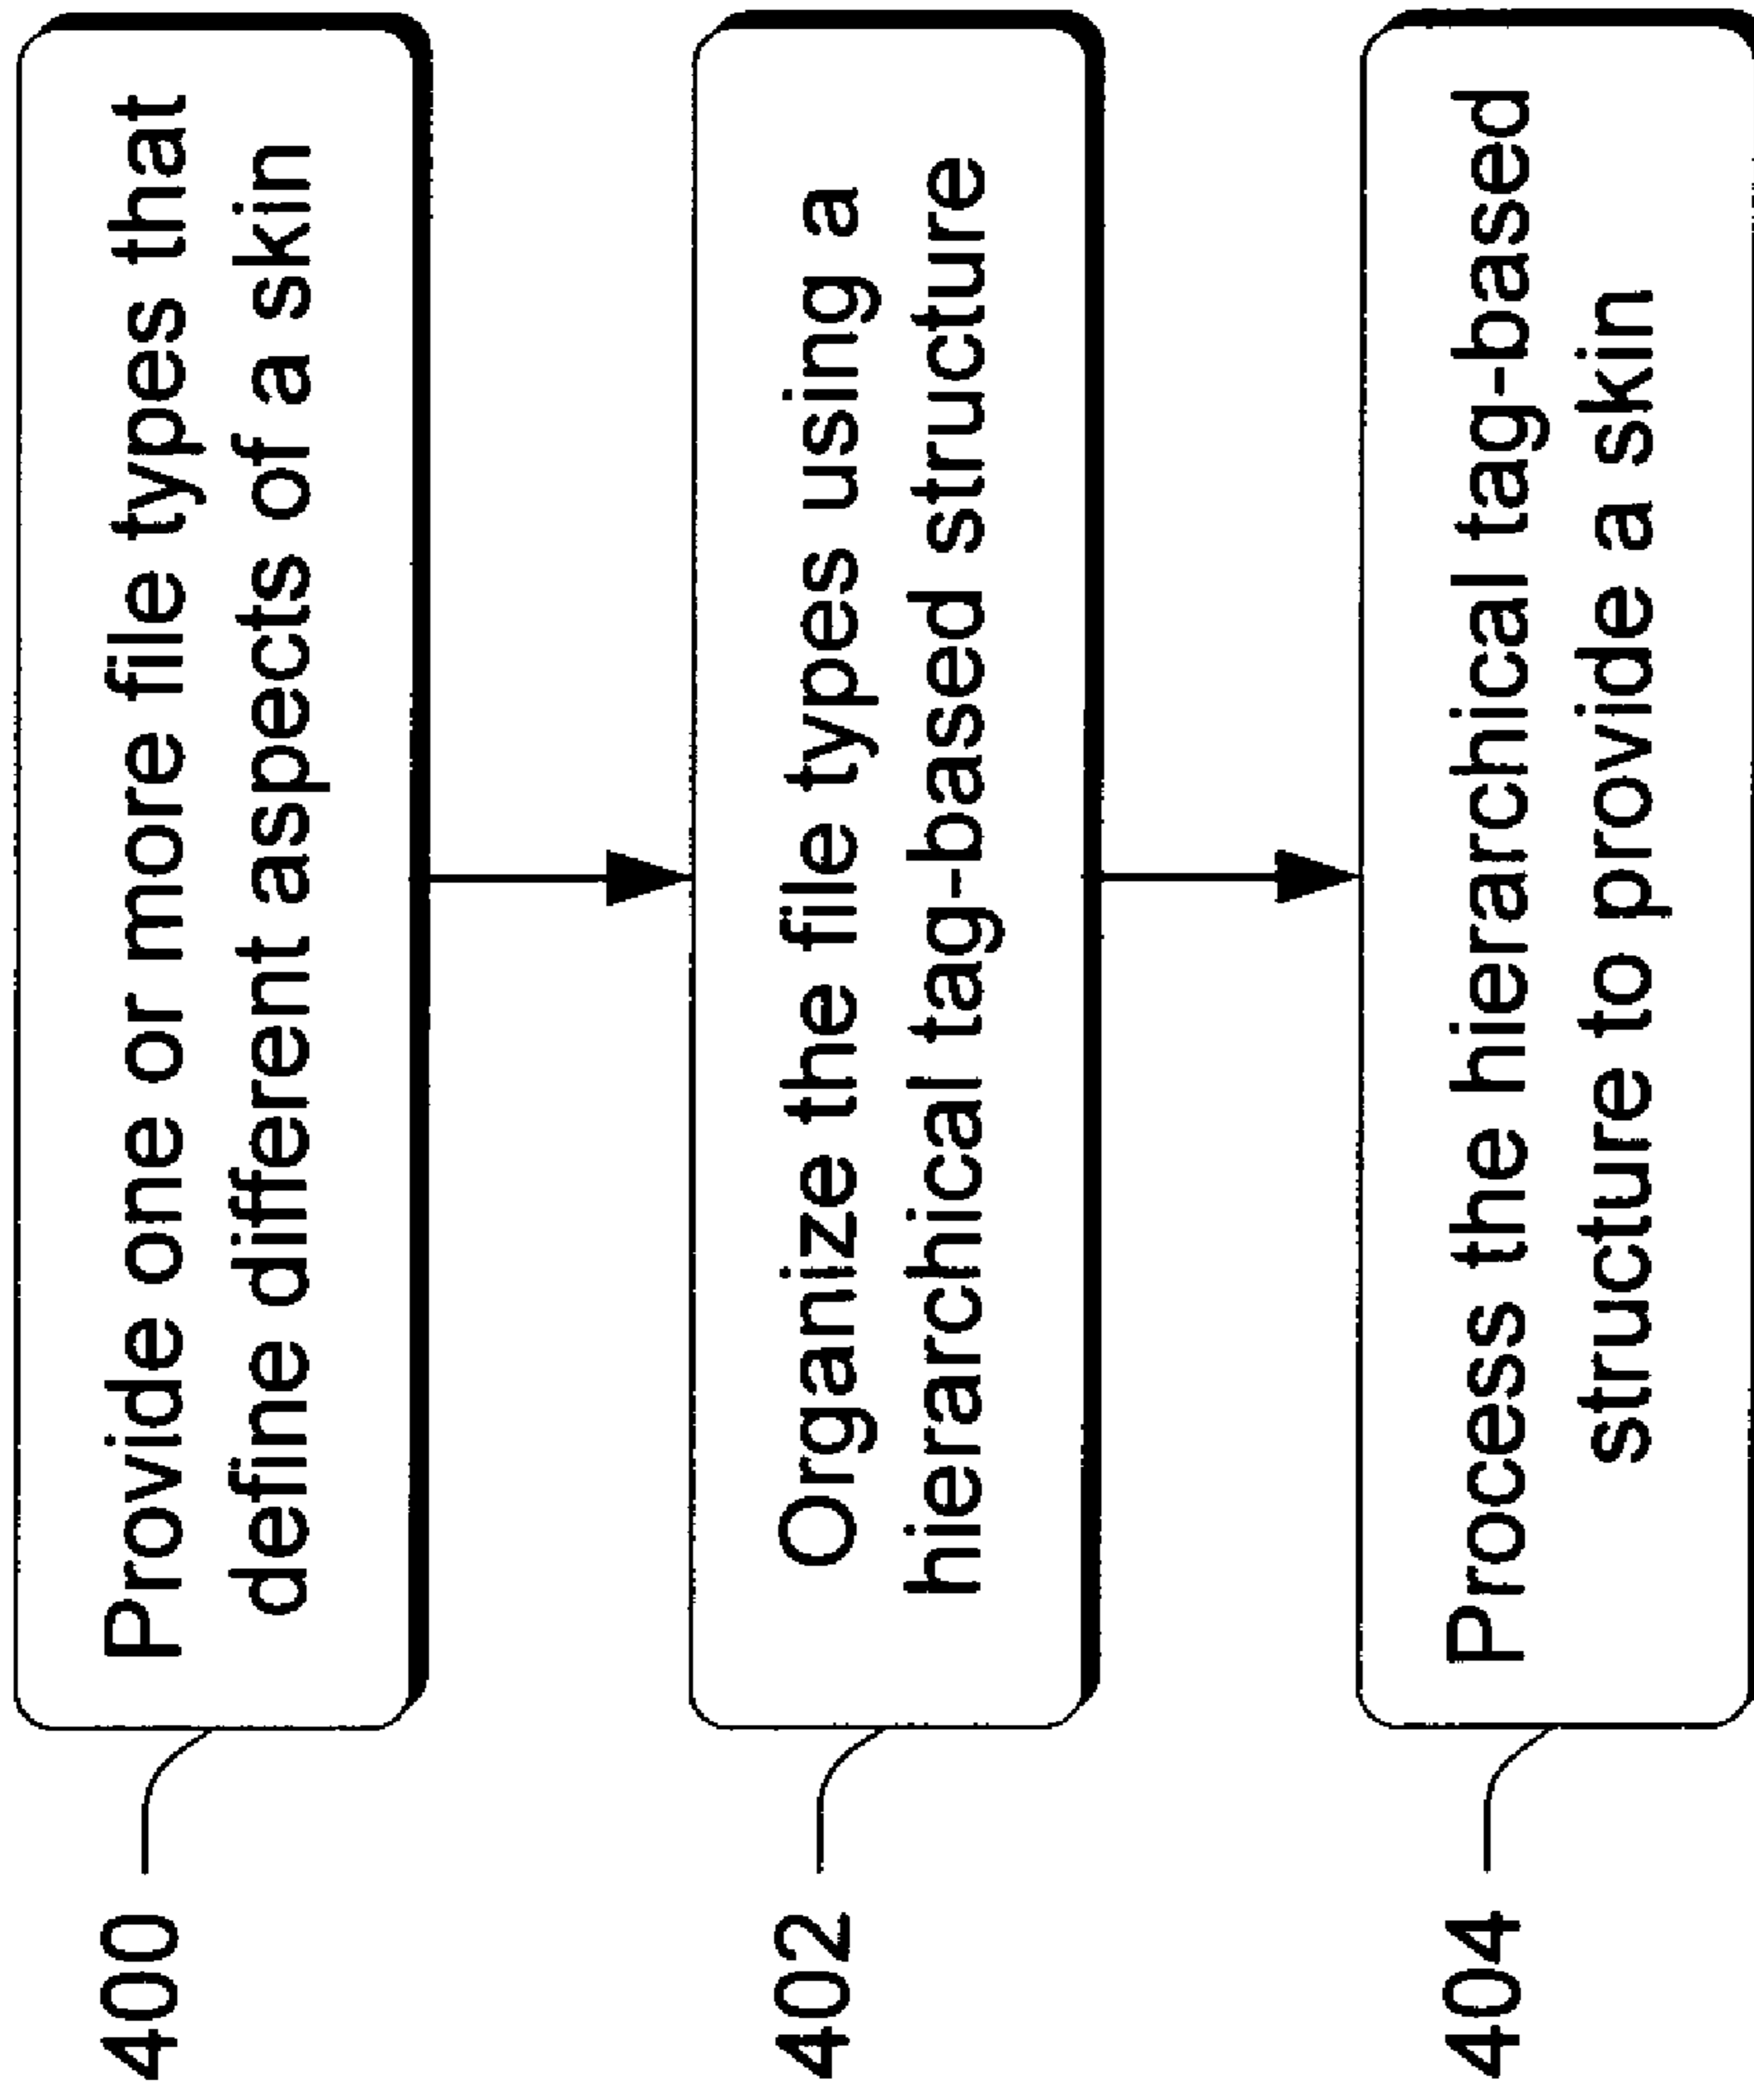 400
Provide one or more file types that
define different aspects of a skin
402
Organize the file types using a
hierarchical tag-based structure
404
Process the hierarchical tag-based
structure to provide a skin